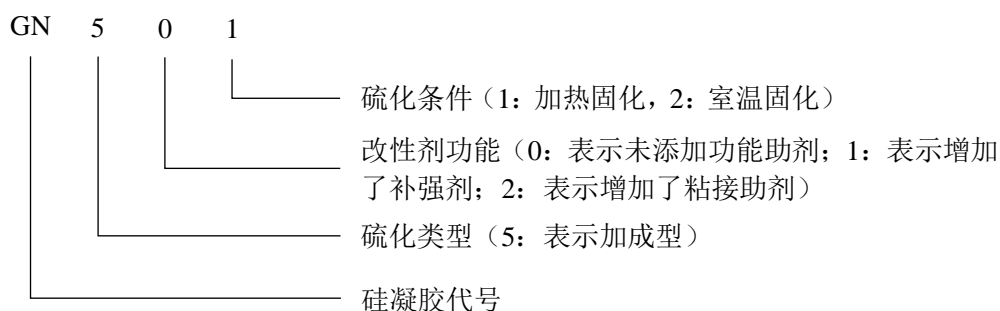 GN 5 0 1
硫化条件（1：加热固化，2：室温固化）
改性剂功能（0：表示未添加功能助剂；1：表示增加
了补强剂；2：表示增加了粘接助剂）
硫化类型（5：表示加成型）
硅凝胶代号